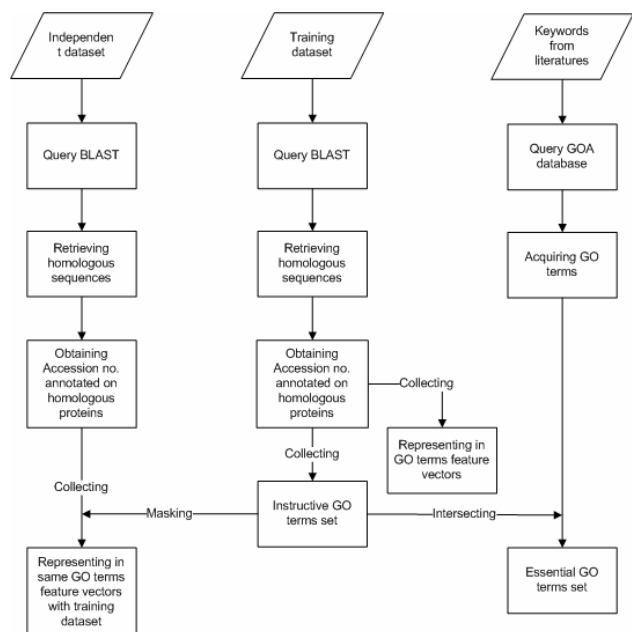 Independen
t dataset
Training
dataset
Keywords
from
literatures
Query BLAST
Query BLAST
Query GOA
database
Retrieving
homologous
sequences
Retrieving
homologous
sequences
Acquiring GO
terms
Obtaining
Accession no.
annotated on
homologous
proteins
Obtaining
Accession no.
annotated on
homologous
proteins
Collecting
Representing in
GO terms feature
vectors
Collecting
Collecting
Masking
Instructive GO
terms set
Intersecting
Representing in
same GO terms
feature vectors
with training
dataset
Essential GO
terms set